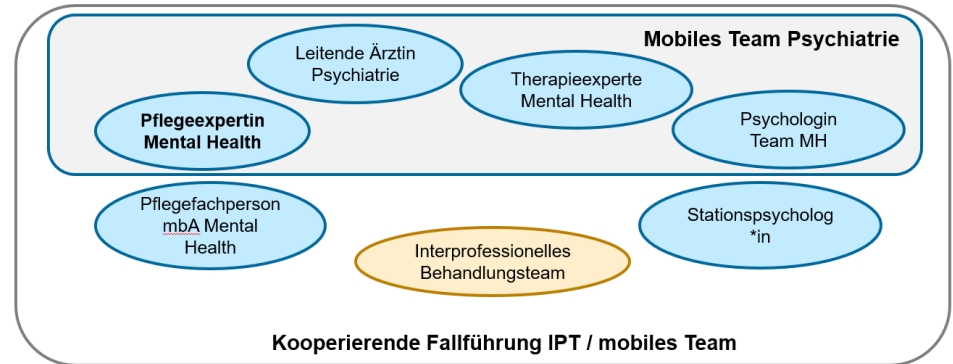 Mobiles Team Psychiatrie
Leitende Ärztin
Psychiatrie
Therapieexperte
Mental Health
Pflegeexpertin
Mental Health
Psychologin
Team MH
Pflegefachperson
mbA Mental
Health
Stationspsycholog
*in
Interprofessionelles
Behandlungsteam
Kooperierende Fallführung IPT / mobiles Team